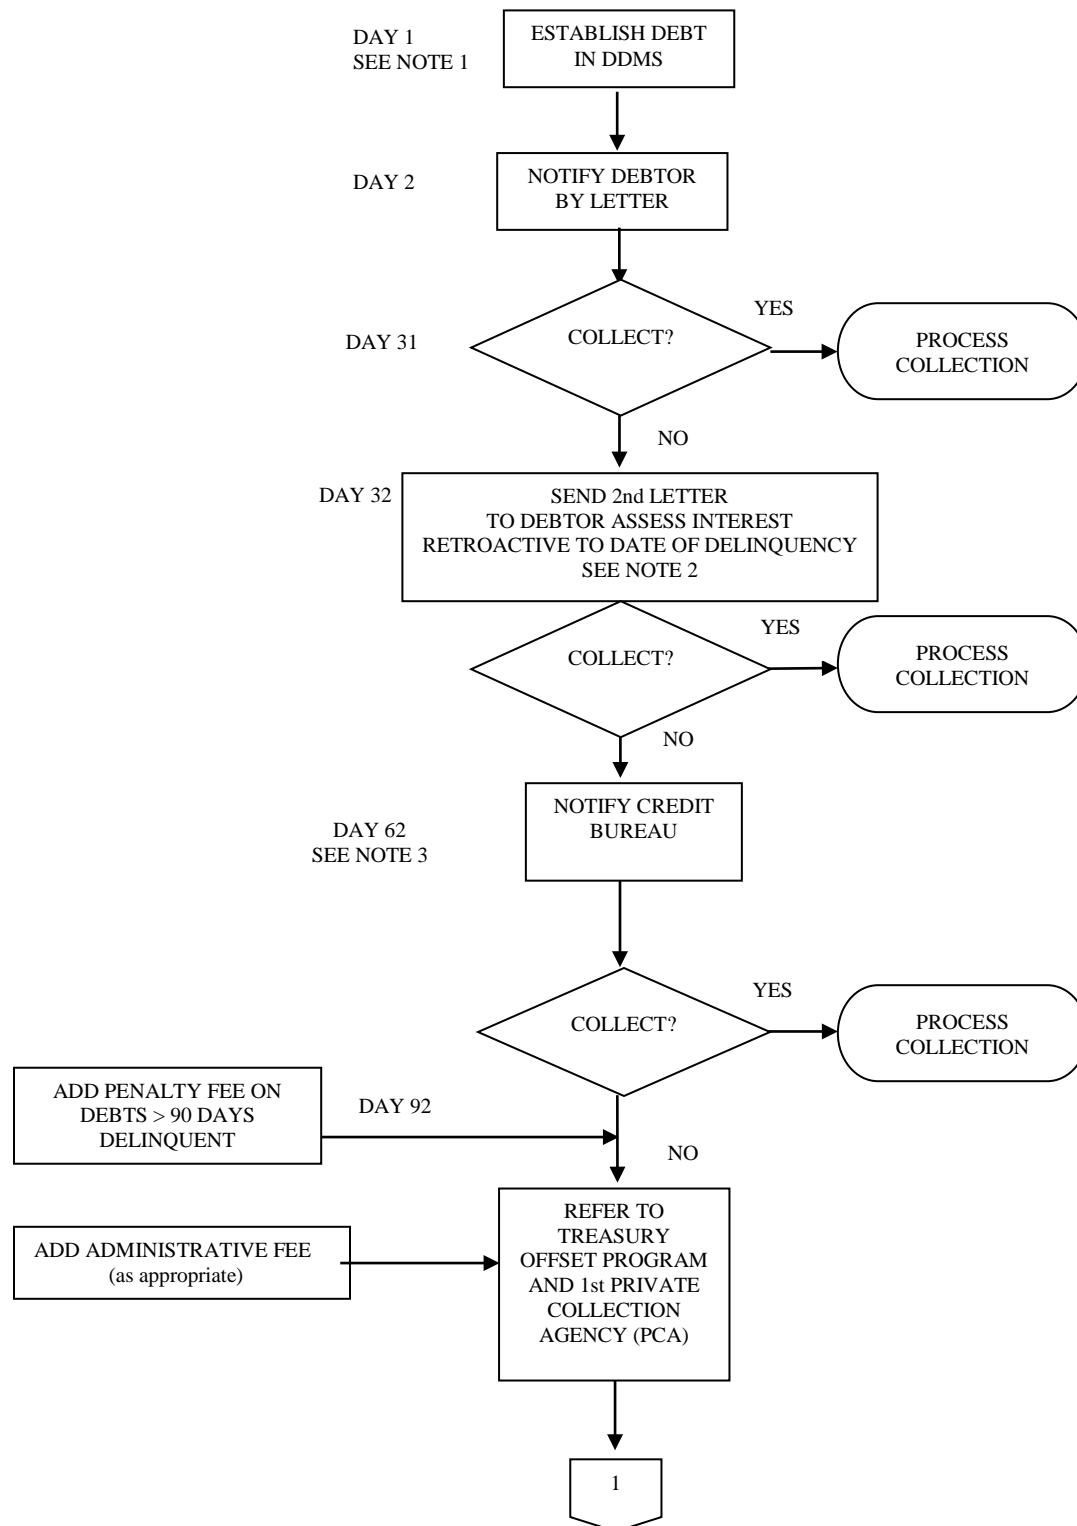 DAY 1
SEE NOTE 1
ESTABLISH DEBT
IN DDMS
DAY 2
NOTIFY DEBTOR
BY LETTER
DAY 31
COLLECT?
YES
PROCESS
COLLECTION
NO
DAY 32
SEND 2nd LETTER
TO DEBTOR ASSESS INTEREST
RETROACTIVE TO DATE OF DELINQUENCY
SEE NOTE 2
COLLECT?
YES
PROCESS
COLLECTION
NO
DAY 62
SEE NOTE 3
NOTIFY CREDIT
BUREAU
COLLECT?
YES
PROCESS
COLLECTION
ADD PENALTY FEE ON
DEBTS > 90 DAYS
DELINQUENT
DAY 92
NO
ADD ADMINISTRATIVE FEE
(as appropriate)
REFER TO
TREASURY
OFFSET PROGRAM
AND 1st PRIVATE
COLLECTION
AGENCY (PCA)
1